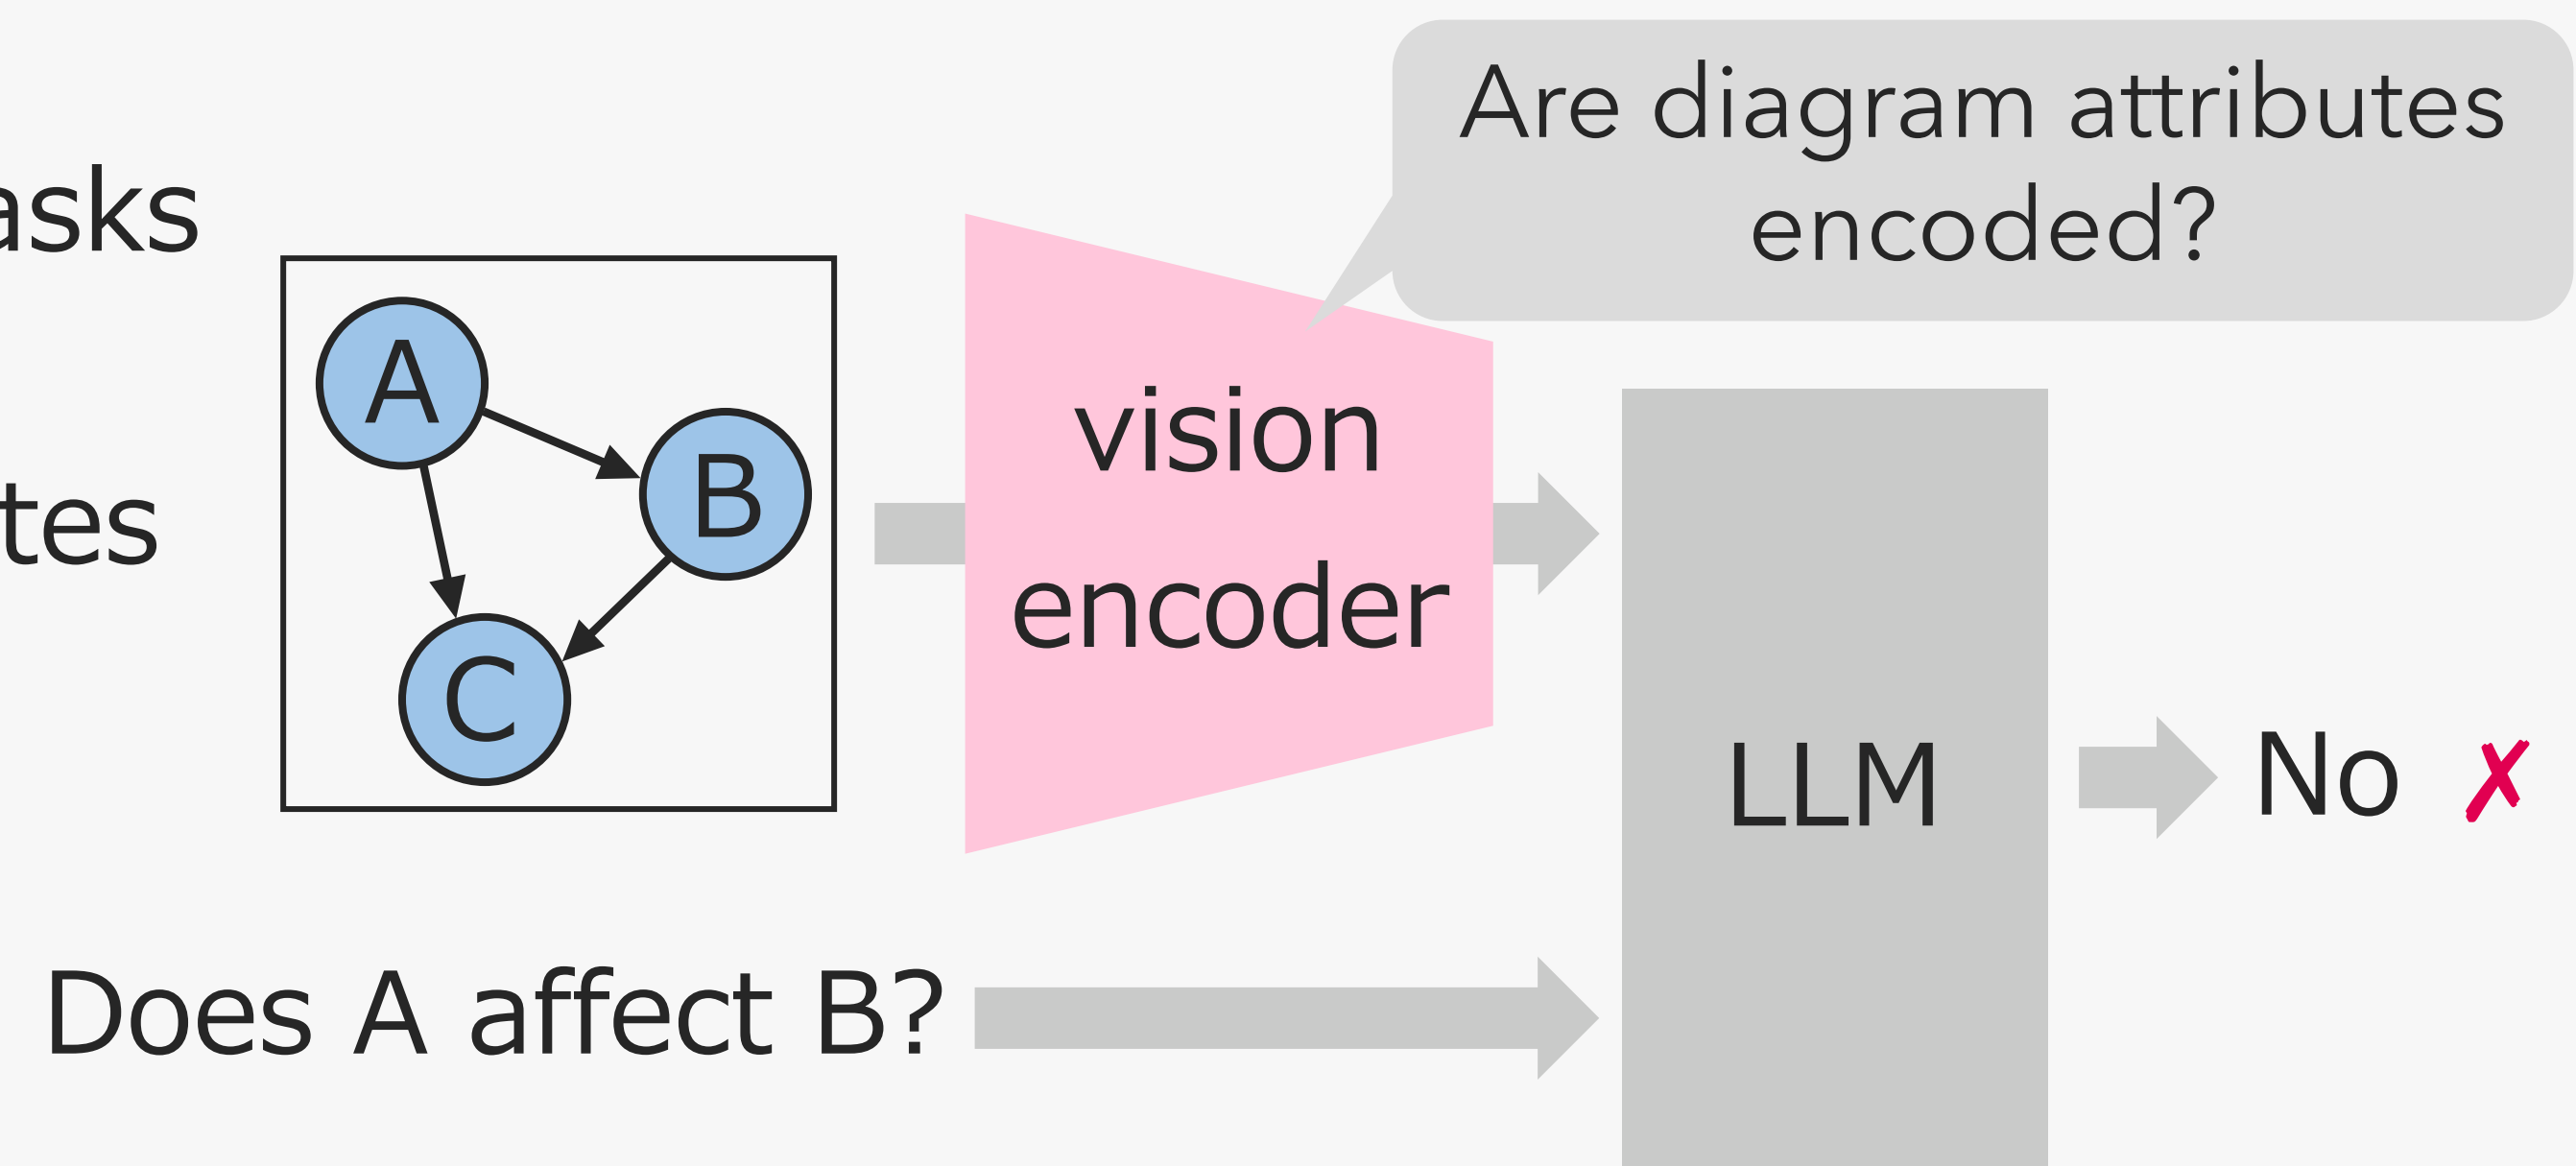 Are diagram attributes
encoded?
asks
tes
A
B
C
vision
encoder
LLM
No ✗
Does A affect B?